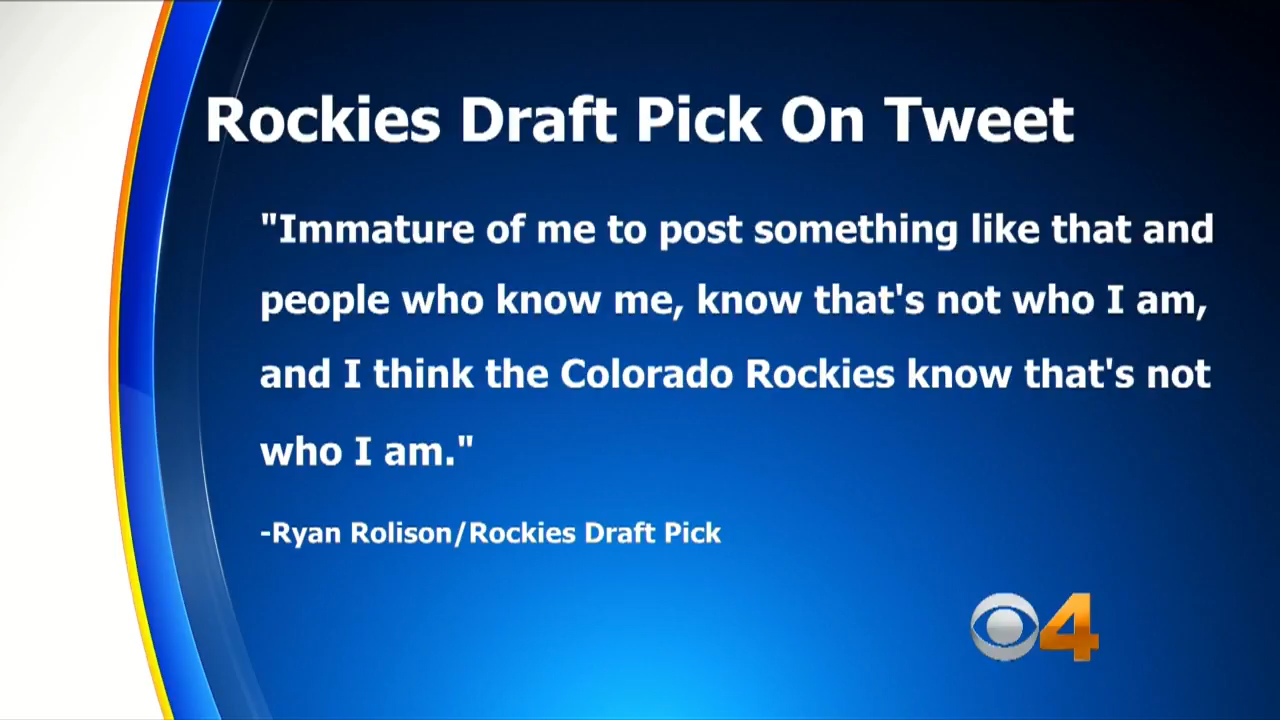 Rockies Draft Pick On Tweet
"Immature of me to post something like that and
people who know me, know that's not who I am,
and I think the Colorado Rockies know that's not
who I am."
-Ryan Rolison/Rockies Draft Pick
4